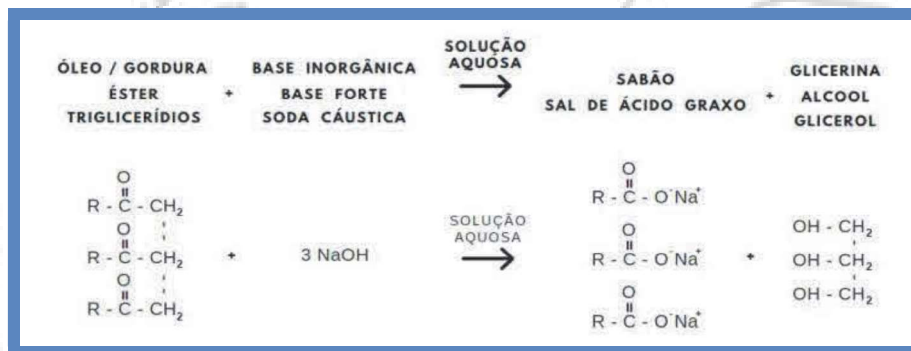 ÓLEO / GORDURA
ÉSTER
TRIGLICERÍDIOS
+
BASE INORGÂNICA
BASE FORTE
SODA CÁUSTICA
SOLUÇÃO
AQUOSA
SABÃO
SAL DE ÁCIDO GRAXO
+
GLICERINA
ALCOOL
GLICEROL
O
R - C - CH₂
O
R - C - CH₂
O
R - C - CH₂
+
3 NaOH
SOLUÇÃO
AQUOSA
O
R - C - O⁻Na⁺
O
R - C - O⁻Na⁺
O
R - C - O⁻Na⁺
+
OH - CH₂
OH - CH₂
OH - CH₂